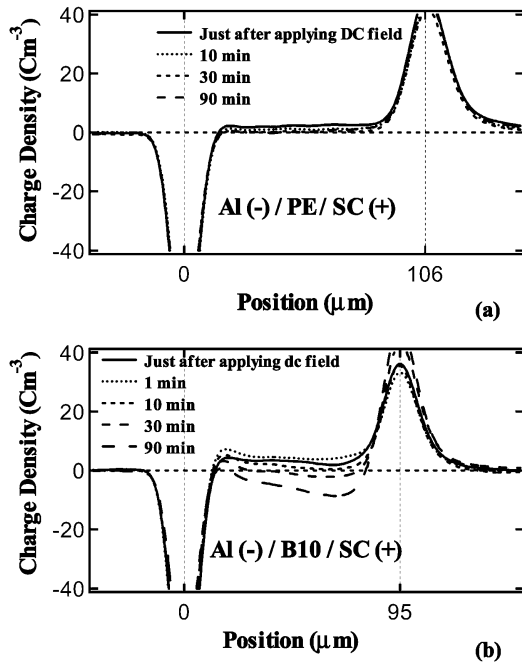 40
20
0
-20
-40
Charge Density (Cm-3)
Just after applying DC field
10 min
30 min
90 min
Al (-) / PE / SC (+)
0
106
Position (μm)
(a)
40
20
0
-20
-40
Charge Density (Cm-3)
Just after applying dc field
1 min
10 min
30 min
90 min
Al (-) / B10 / SC (+)
0
95
Position (μm)
(b)